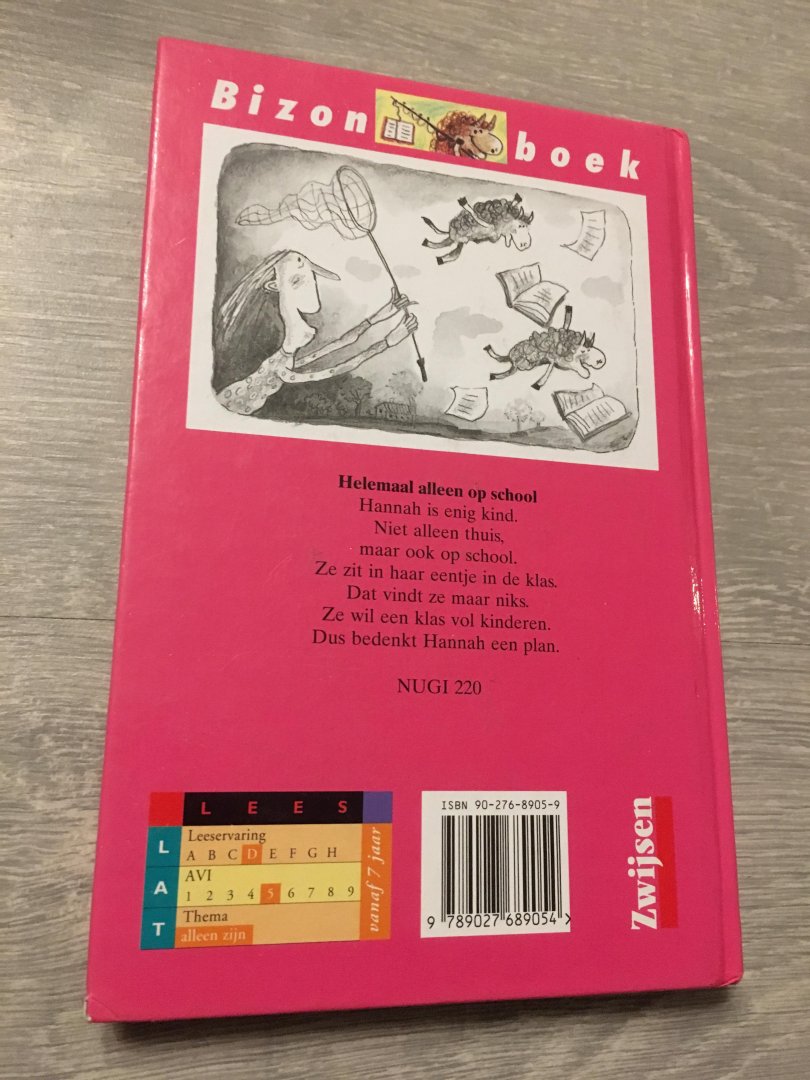 Bizon boek
Helemaal alleen op school
Hannah is enig kind.
Niet alleen thuis,
maar ook op school.
Ze zit in haar eentje in de klas.
Dat vindt ze maar niks.
Ze wil een klas vol kinderen.
Dus bedenkt Hannah een plan.
NUGI 220
LEES
LAT
Leeservaring
A B C D E F G H
AVI
1 2 3 4 5 6 7 8 9
Thema
alleen zijn
vanaf 7 jaar
ISBN 90-276-8905-9
9 789027 689054
Zwijsen